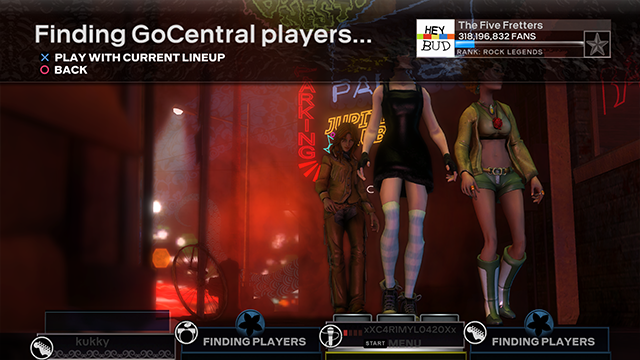 Finding GoCentral players...
PLAY WITH CURRENT LINEUP
BACK
HEY
BUD
The Five Fretters
318,196,832 FANS
RANK: ROCK LEGENDS
kukky
FINDING PLAYERS
xXC4RIMYL0420Xx
START MENU
FINDING PLAYERS